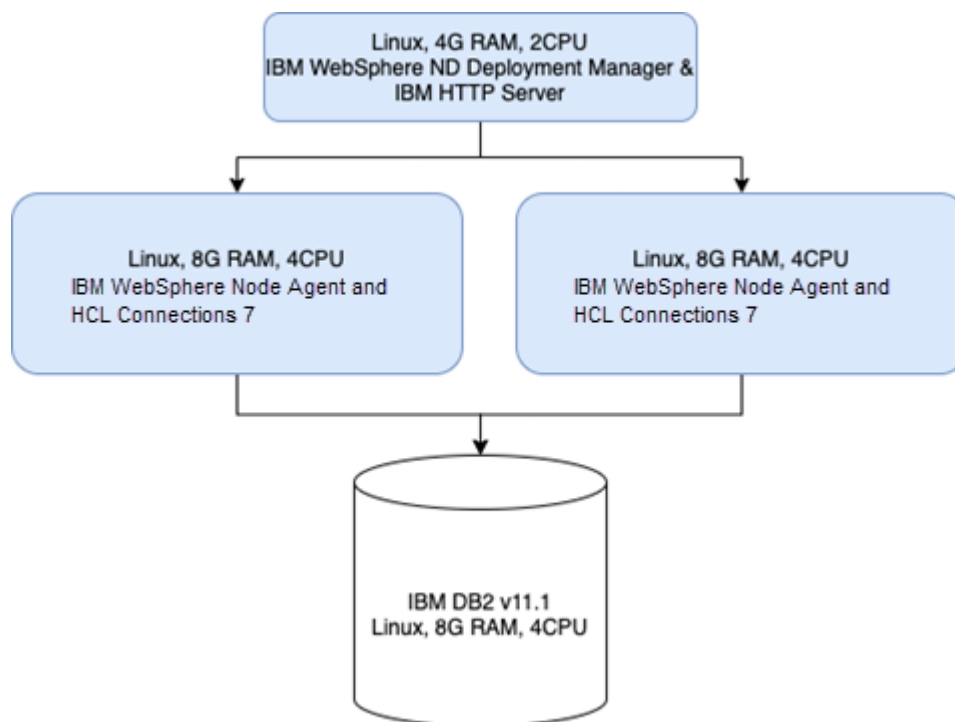 Linux, 4G RAM, 2CPU
IBM WebSphere ND Deployment Manager &
IBM HTTP Server
Linux, 8G RAM, 4CPU
IBM WebSphere Node Agent and
HCL Connections 7
Linux, 8G RAM, 4CPU
IBM WebSphere Node Agent and
HCL Connections 7
IBM DB2 v11.1
Linux, 8G RAM, 4CPU